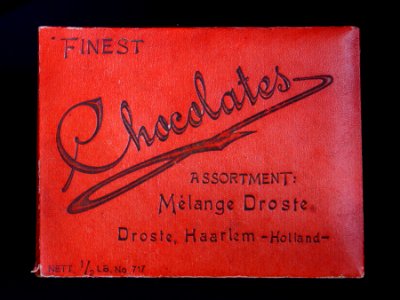 FINEST
Chocolates
ASSORTMENT:
Mélange Droste.
Droste, Haarlem -Holland-
NETT 1/2 LB. No 717